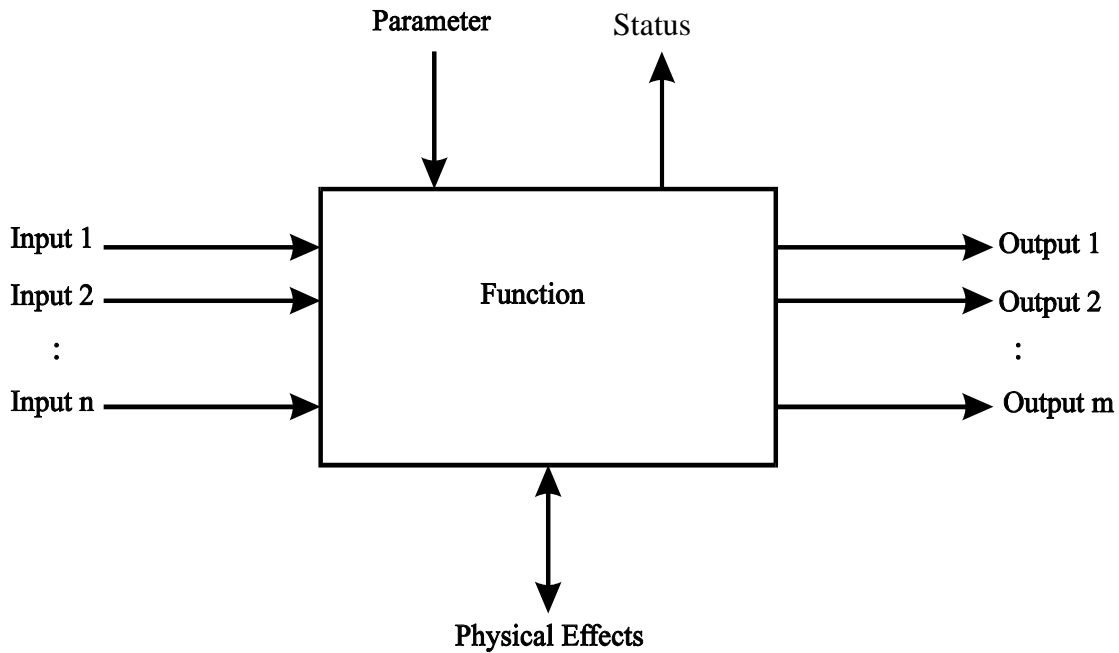 Parameter
Status
Input 1
Output 1
Input 2
Function
Output 2
:
:
Input n
Output m
Physical Effects